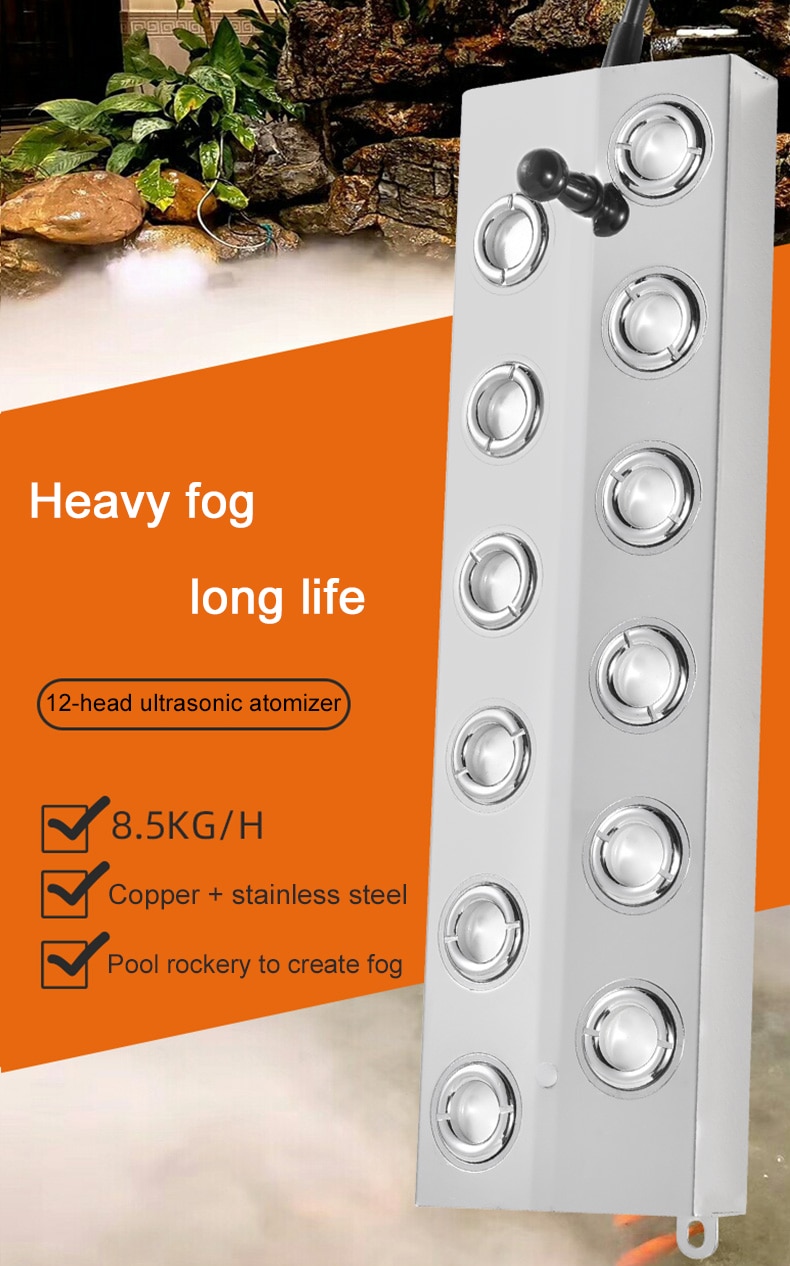 Heavy fog
long life
12-head ultrasonic atomizer
8.5KG/H
Copper + stainless steel
Pool rockery to create fog